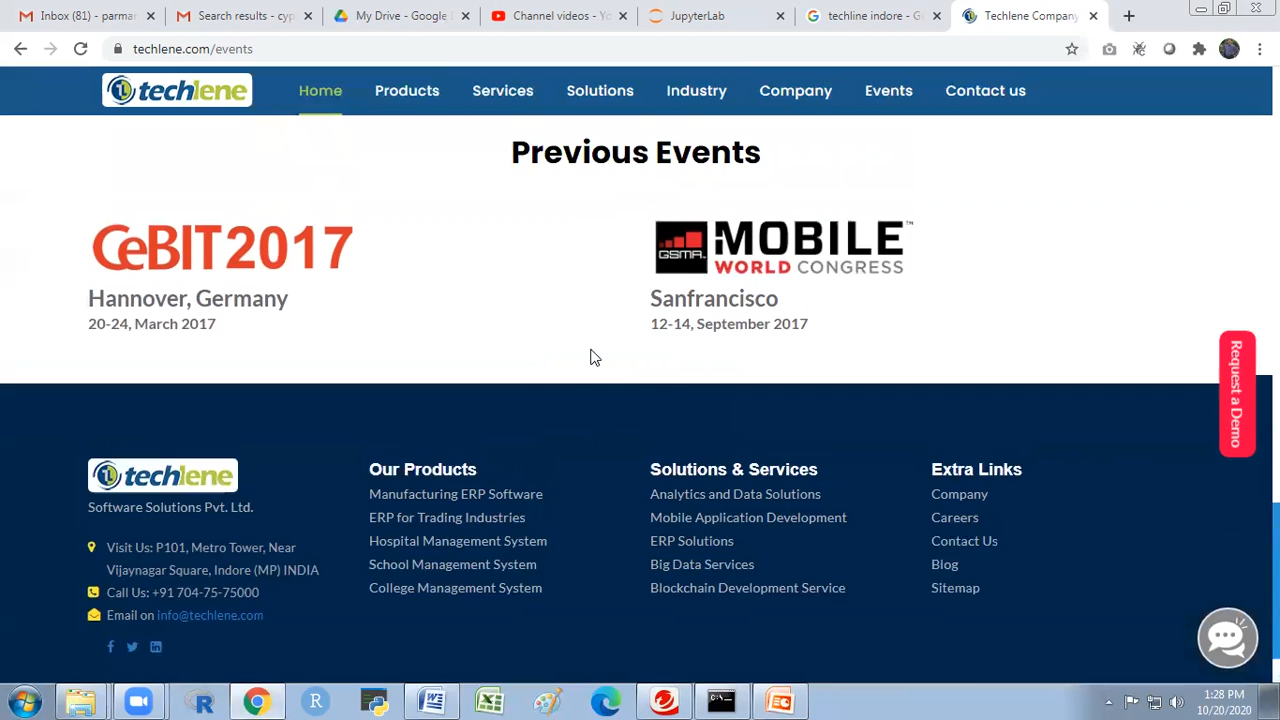 Inbox (81) - parmar
Search results - cyp
My Drive - Google
Channel videos - Yo
JupyterLab
techline indore - G
Techlene Company
techlene.com/events
techlene
Home
Products
Services
Solutions
Industry
Company
Events
Contact us
Previous Events
CeBIT 2017
Hannover, Germany
20-24, March 2017
GSMA
MOBILE™
WORLD CONGRESS
Sanfrancisco
12-14, September 2017
Request a Demo
techlene
Software Solutions Pvt. Ltd.
Visit Us: P101, Metro Tower, Near
Vijaynagar Square, Indore (MP) INDIA
Call Us: +91 704-75-75000
Email on info@techlene.com
Our Products
Manufacturing ERP Software
ERP for Trading Industries
Hospital Management System
School Management System
College Management System
Solutions & Services
Analytics and Data Solutions
Mobile Application Development
ERP Solutions
Big Data Services
Blockchain Development Service
Extra Links
Company
Careers
Contact Us
Blog
Sitemap
1:28 PM
10/20/2020